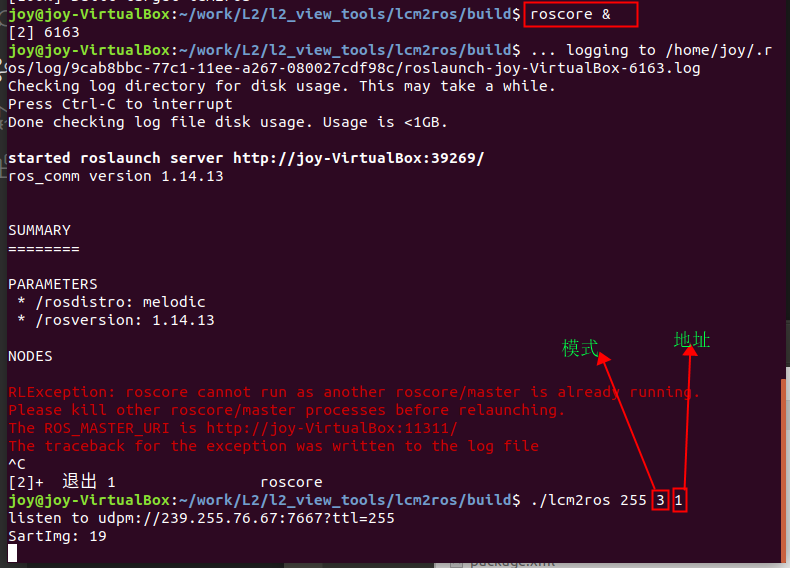 joy@joy-VirtualBox:~/work/L2/l2_view_tools/lcm2ros/build$ roscore &
[2] 6163
joy@joy-VirtualBox:~/work/L2/l2_view_tools/lcm2ros/build$ ... logging to /home/joy/.r
os/log/9cab8bbc-77c1-11ee-a267-080027cdf98c/roslaunch-joy-VirtualBox-6163.log
Checking log directory for disk usage. This may take a while.
Press Ctrl-C to interrupt
Done checking log file disk usage. Usage is <1GB.
started roslaunch server http://joy-VirtualBox:39269/
ros_comm version 1.14.13
SUMMARY
========
PARAMETERS
* /rosdistro: melodic
* /rosversion: 1.14.13
模式
地址
NODES
RLException: roscore cannot run as another roscore/master is already running.
Please kill other roscore/master processes before relaunching.
The ROS_MASTER_URI is http://joy-VirtualBox:11311/
The traceback for the exception was written to the log file
^C
[2]+  退出 1                roscore
joy@joy-VirtualBox:~/work/L2/l2_view_tools/lcm2ros/build$ ./lcm2ros 255 3 1
listen to udpm://239.255.76.67:7667?ttl=255
SartImg: 19
package.xml